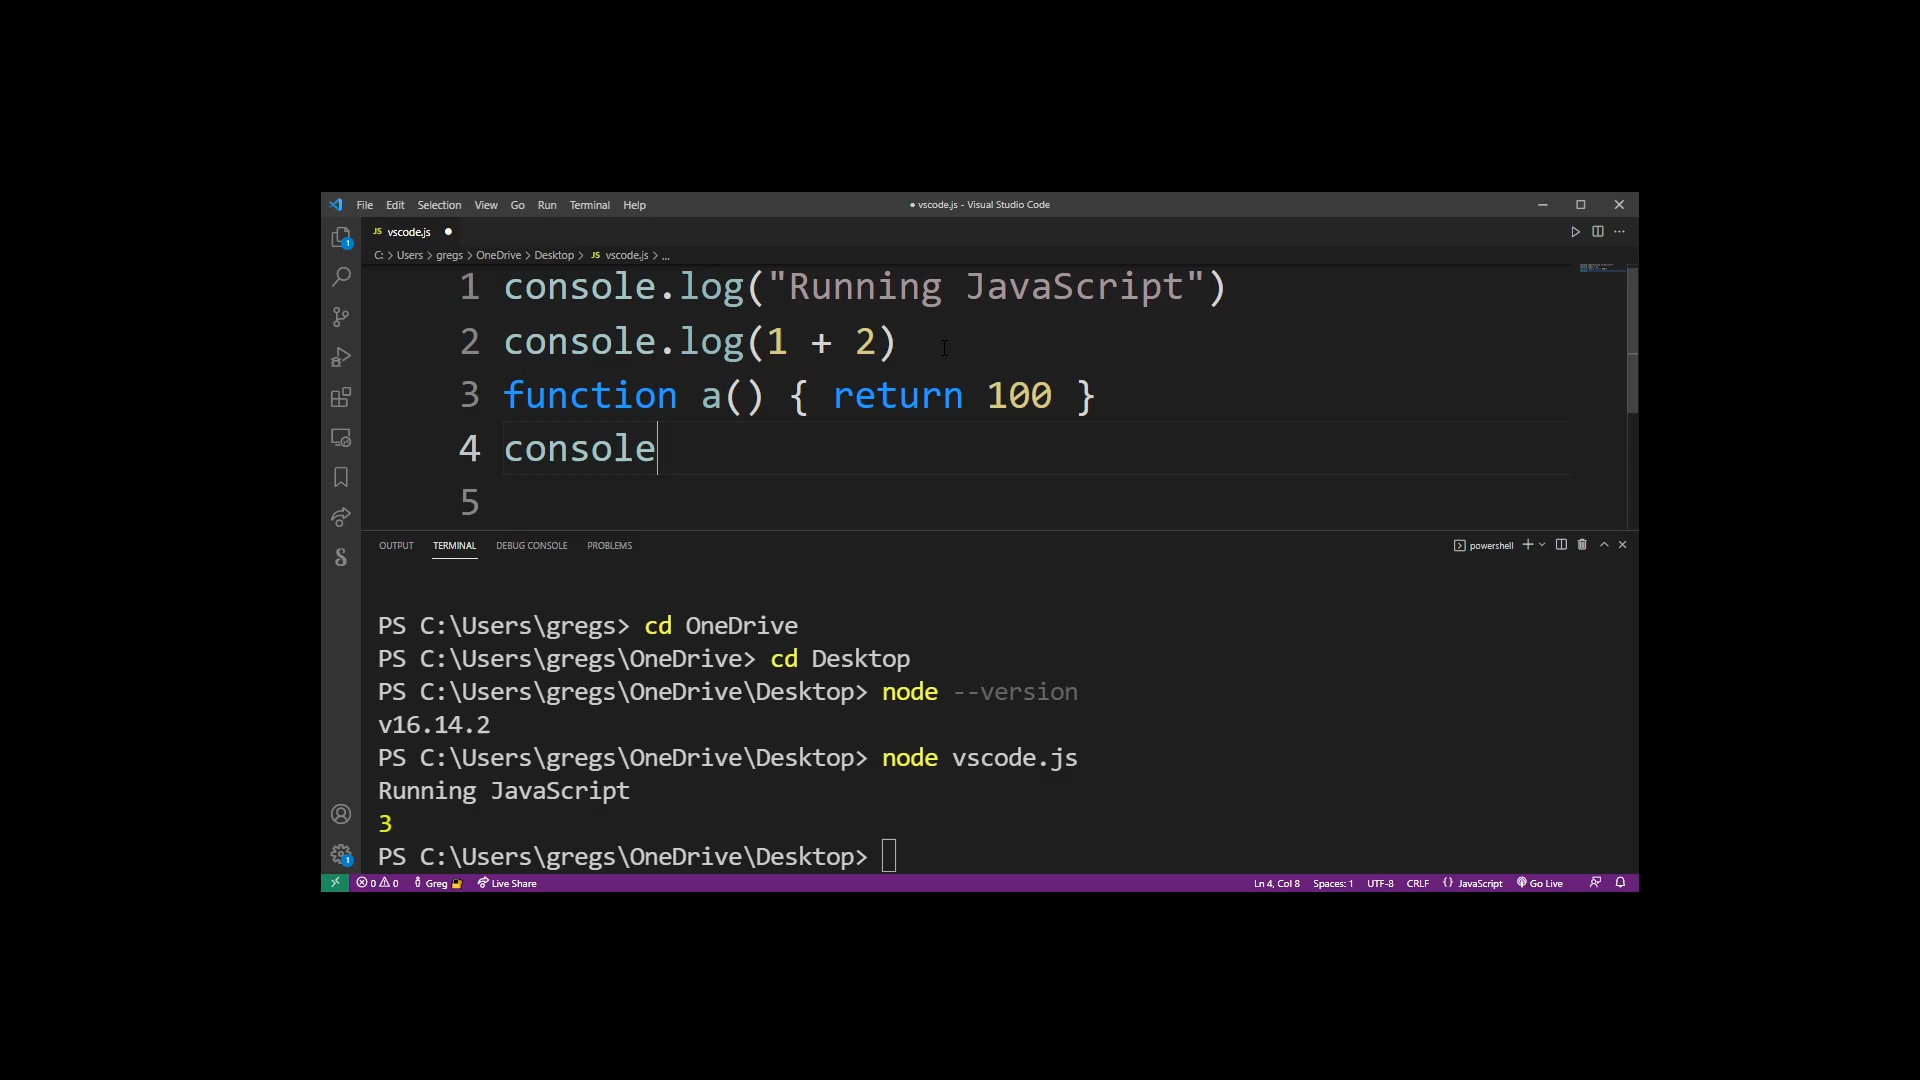 File Edit Selection View Go Run Terminal Help ● vscode.js - Visual Studio Code
1 JS vscode.js ●
C: > Users > gregs > OneDrive > Desktop > JS vscode.js > ...
1 console.log("Running JavaScript")
2 console.log(1 + 2)
3 function a() { return 100 }
4 console
5
OUTPUT TERMINAL DEBUG CONSOLE PROBLEMS powershell
PS C:\Users\gregs> cd OneDrive
PS C:\Users\gregs\OneDrive> cd Desktop
PS C:\Users\gregs\OneDrive\Desktop> node --version
v16.14.2
PS C:\Users\gregs\OneDrive\Desktop> node vscode.js
Running JavaScript
3
PS C:\Users\gregs\OneDrive\Desktop>
1
0 0 Greg Live Share Ln 4, Col 8 Spaces: 1 UTF-8 CRLF {} JavaScript Go Live